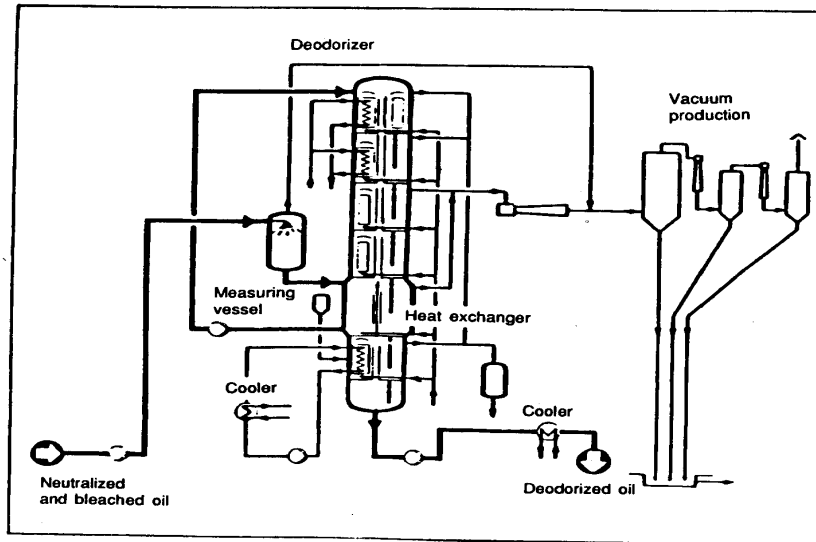 Deodorizer
Vacuum
production
Measuring
vessel
Heat exchanger
Cooler
Cooler
Neutralized
and bleached oil
Deodorized oil